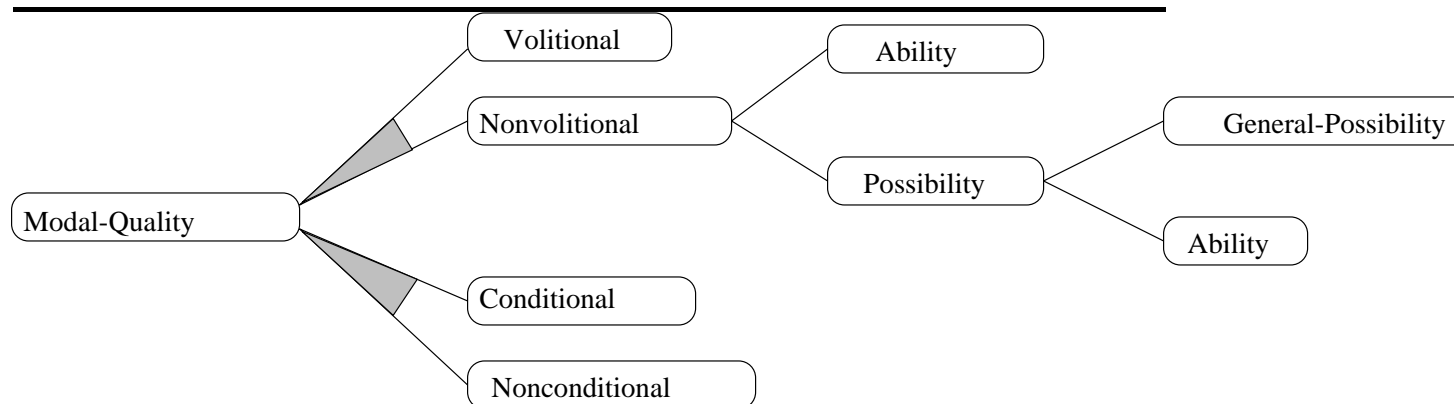 Volitional
Ability
Nonvolitional
General-Possibility
Possibility
Modal-Quality
Ability
Conditional
Nonconditional